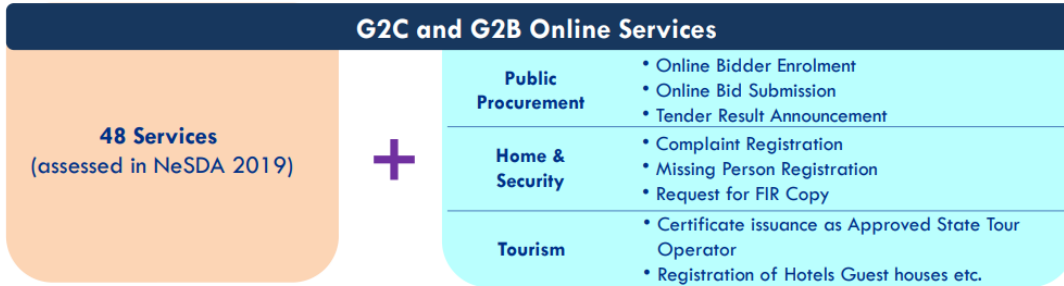 G2C and G2B Online Services
48 Services
(assessed in NeSDA 2019)
+
Public
Procurement
• Online Bidder Enrolment
• Online Bid Submission
• Tender Result Announcement
Home &
Security
• Complaint Registration
• Missing Person Registration
• Request for FIR Copy
Tourism
• Certificate issuance as Approved State Tour
Operator
• Registration of Hotels Guest houses etc.